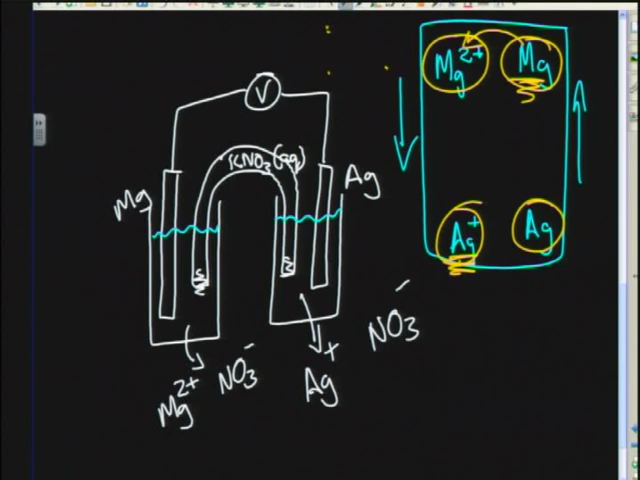 Mg²⁺ Mg
V
KNO₃(aq)
Mg
Ag
Ag⁺ Ag
NO₃⁻
Mg²⁺ NO₃⁻
Ag⁺